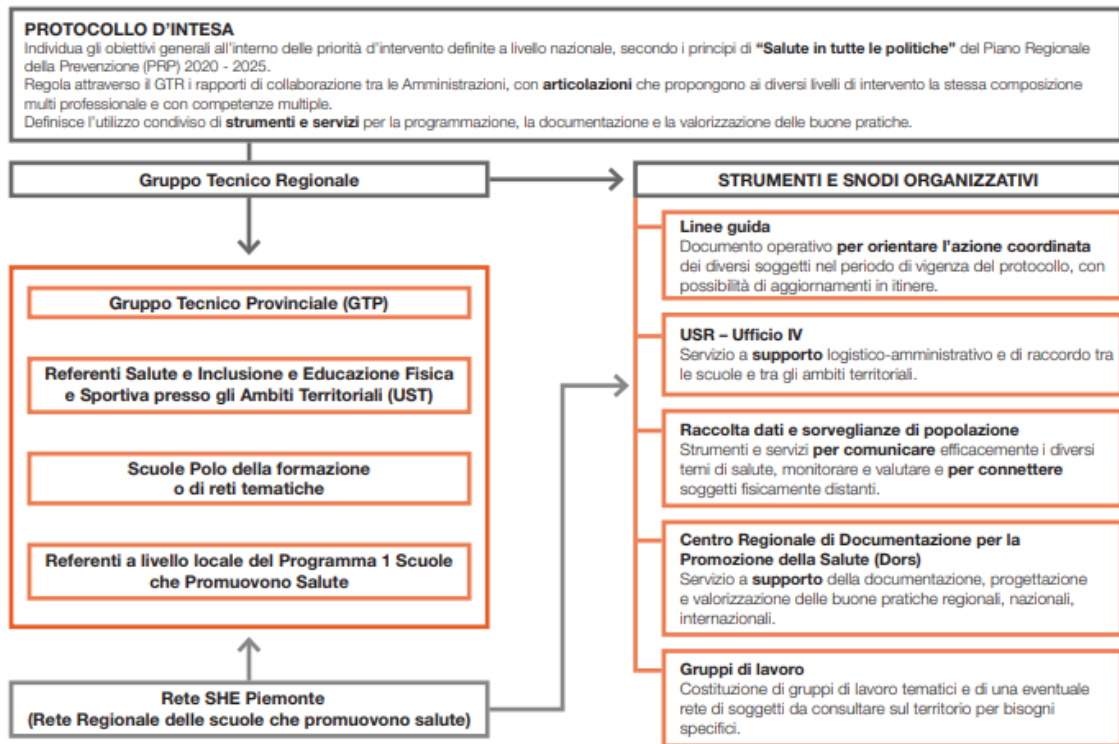 PROTOCOLLO D'INTESA
Individua gli obiettivi generali all'interno delle priorità d'intervento definite a livello nazionale, secondo i principi di “Salute in tutte le politiche” del Piano Regionale
della Prevenzione (PRP) 2020 - 2025.
Regola attraverso il GTR i rapporti di collaborazione tra le Amministrazioni, con articolazioni che propongono ai diversi livelli di intervento la stessa composizione
multi professionale e con competenze multiple.
Definisce l'utilizzo condiviso di strumenti e servizi per la programmazione, la documentazione e la valorizzazione delle buone pratiche.
Gruppo Tecnico Regionale
Gruppo Tecnico Provinciale (GTP)
Referenti Salute e Inclusione e Educazione Fisica
e Sportiva presso gli Ambiti Territoriali (UST)
Scuole Polo della formazione
o di reti tematiche
Referenti a livello locale del Programma 1 Scuole
che Promuovono Salute
Rete SHE Piemonte
(Rete Regionale delle scuole che promuovono salute)
STRUMENTI E SNODI ORGANIZZATIVI
Linee guida
Documento operativo per orientare l'azione coordinata
dei diversi soggetti nel periodo di vigenza del protocollo, con
possibilità di aggiornamenti in itinere.
USR – Ufficio IV
Servizio a supporto logistico-amministrativo e di raccordo tra
le scuole e tra gli ambiti territoriali.
Raccolta dati e sorveglianze di popolazione
Strumenti e servizi per comunicare efficacemente i diversi
temi di salute, monitorare e valutare e per connettere
soggetti fisicamente distanti.
Centro Regionale di Documentazione per la
Promozione della Salute (Dors)
Servizio a supporto della documentazione, progettazione
e valorizzazione delle buone pratiche regionali, nazionali,
internazionali.
Gruppi di lavoro
Costituzione di gruppi di lavoro tematici e di una eventuale
rete di soggetti da consultare sul territorio per bisogni
specifici.